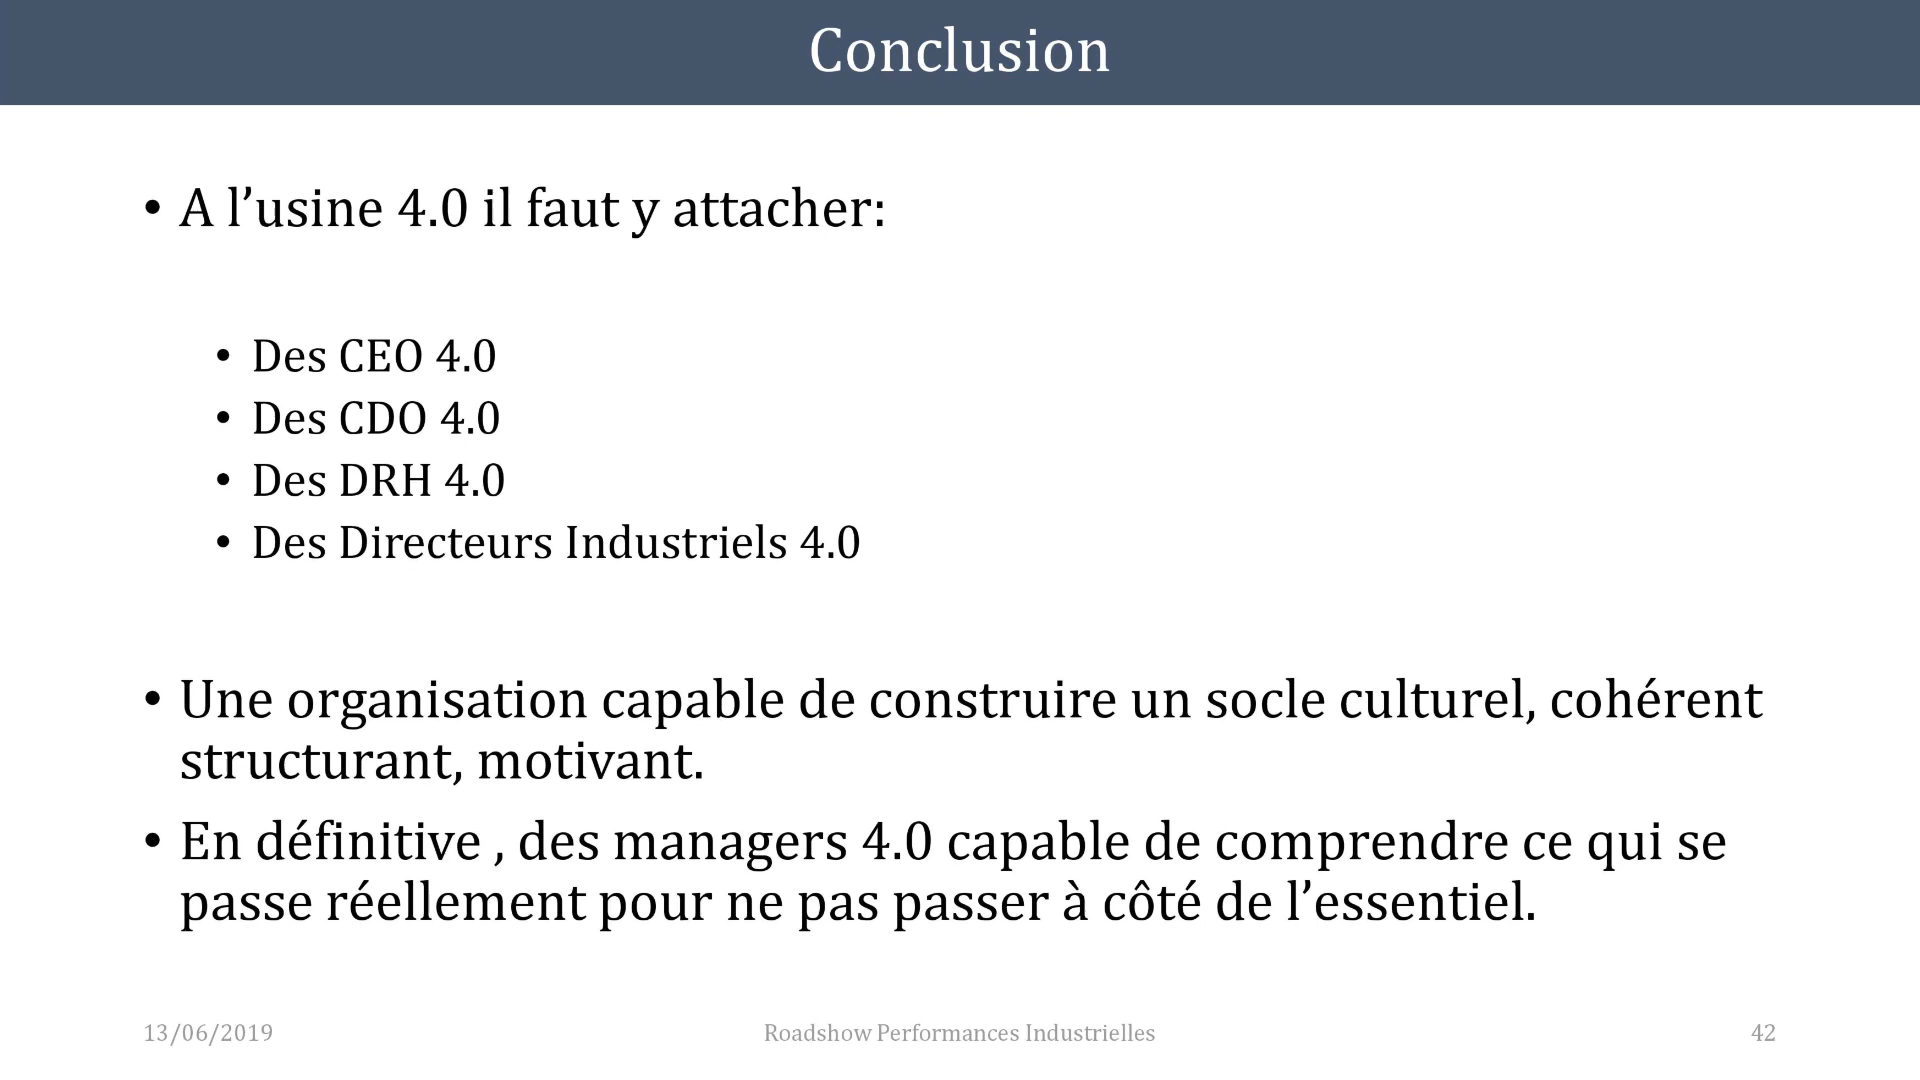 Conclusion
• A l’usine 4.0 il faut y attacher:
• Des CEO 4.0
• Des CDO 4.0
• Des DRH 4.0
• Des Directeurs Industriels 4.0
• Une organisation capable de construire un socle culturel, cohérent
structurant, motivant.
• En définitive , des managers 4.0 capable de comprendre ce qui se
passe réellement pour ne pas passer à côté de l’essentiel.
13/06/2019
Roadshow Performances Industrielles
42